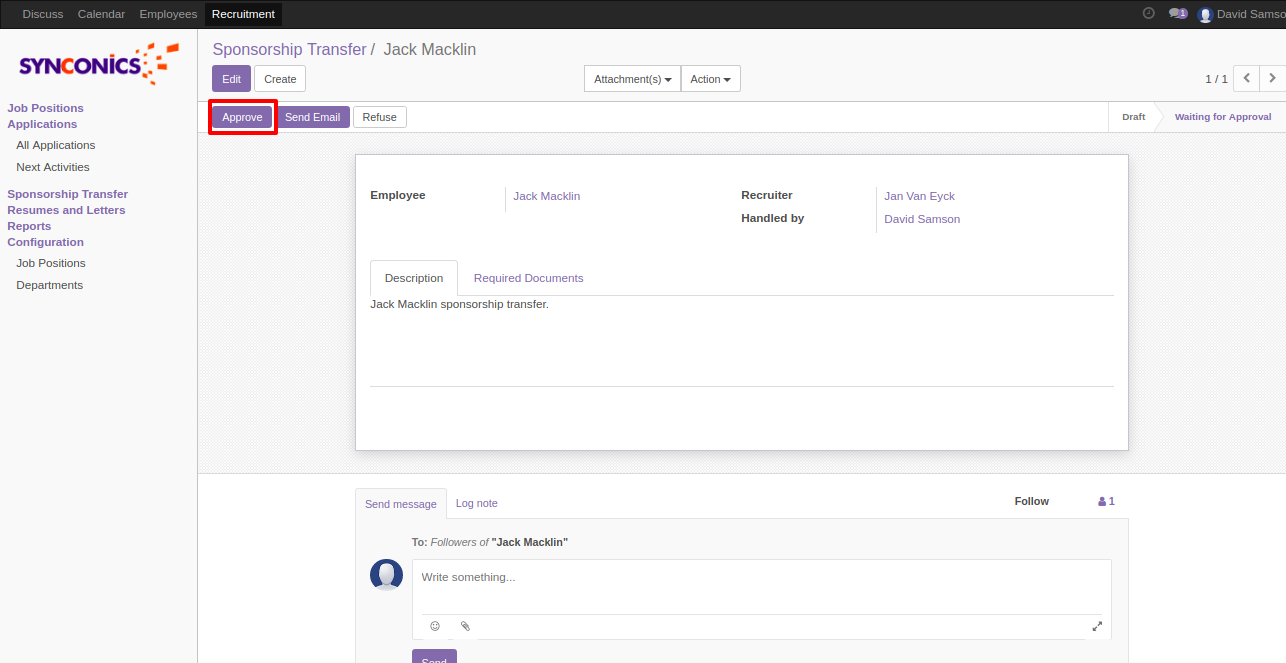 Discuss Calendar Employees Recruitment 1 David Samso
SYNCONICS
Sponsorship Transfer / Jack Macklin
Edit Create Attachment(s) Action 1 / 1
Approve Send Email Refuse Draft Waiting for Approval
Job Positions
Applications
All Applications
Next Activities
Sponsorship Transfer
Resumes and Letters
Reports
Configuration
Job Positions
Departments
Employee Jack Macklin Recruiter Jan Van Eyck
Handled by David Samson
Description Required Documents
Jack Macklin sponsorship transfer.
Send message Log note Follow 1
To: Followers of "Jack Macklin"
Write something...
Send